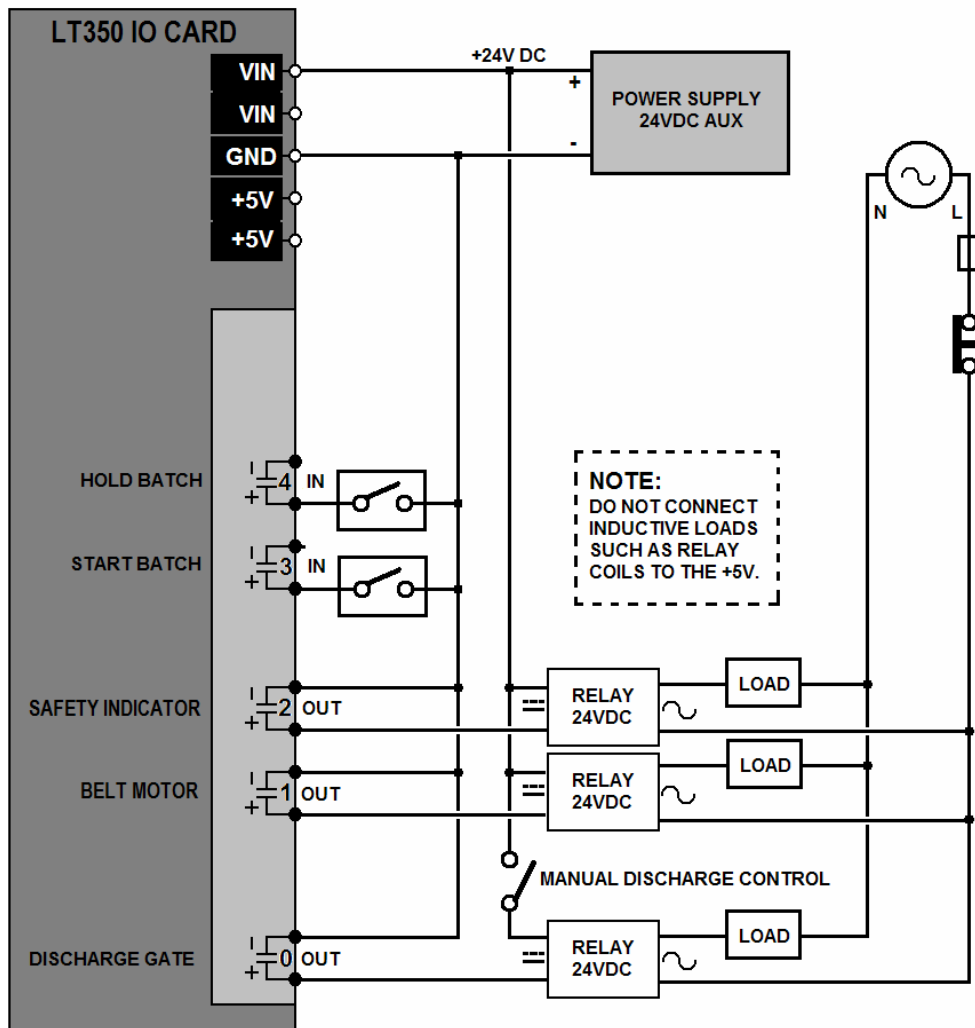 LT350 IO CARD
VIN
VIN
GND
+5V
+5V
+24V DC
+
-
POWER SUPPLY
24VDC AUX
N
L
HOLD BATCH
-
+
4
IN
START BATCH
-
+
3
IN
NOTE:
DO NOT CONNECT
INDUCTIVE LOADS
SUCH AS RELAY
COILS TO THE +5V.
SAFETY INDICATOR
-
+
2
OUT
RELAY
24VDC
LOAD
BELT MOTOR
-
+
1
OUT
RELAY
24VDC
LOAD
MANUAL DISCHARGE CONTROL
DISCHARGE GATE
-
+
0
OUT
RELAY
24VDC
LOAD